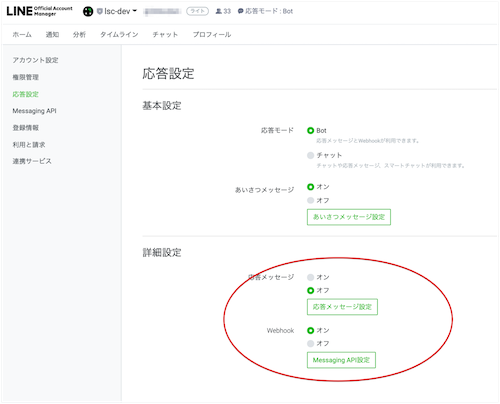 LINE Official Account Manager lsc-dev ライト 33 応答モード : Bot
ホーム 通知 分析 タイムライン チャット プロフィール
アカウント設定
権限管理
応答設定
Messaging API
登録情報
利用と請求
連携サービス
応答設定
基本設定
応答モード Bot
応答メッセージとWebhookが利用できます。
チャット
チャットや応答メッセージ、スマートチャットが利用できます。
あいさつメッセージ オン
オフ
あいさつメッセージ設定
詳細設定
応答メッセージ オン
オフ
応答メッセージ設定
Webhook オン
オフ
Messaging API設定